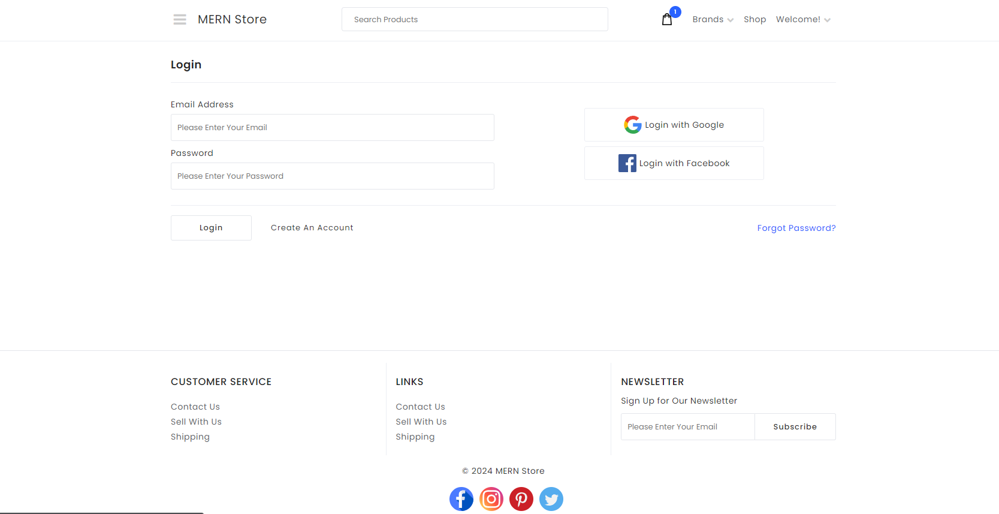 MERN Store
Search Products
1
Brands
Shop
Welcome!
Login
Email Address
Please Enter Your Email
Password
Please Enter Your Password
Login with Google
Login with Facebook
Login
Create An Account
Forgot Password?
CUSTOMER SERVICE
Contact Us
Sell With Us
Shipping
LINKS
Contact Us
Sell With Us
Shipping
NEWSLETTER
Sign Up for Our Newsletter
Please Enter Your Email
Subscribe
© 2024 MERN Store